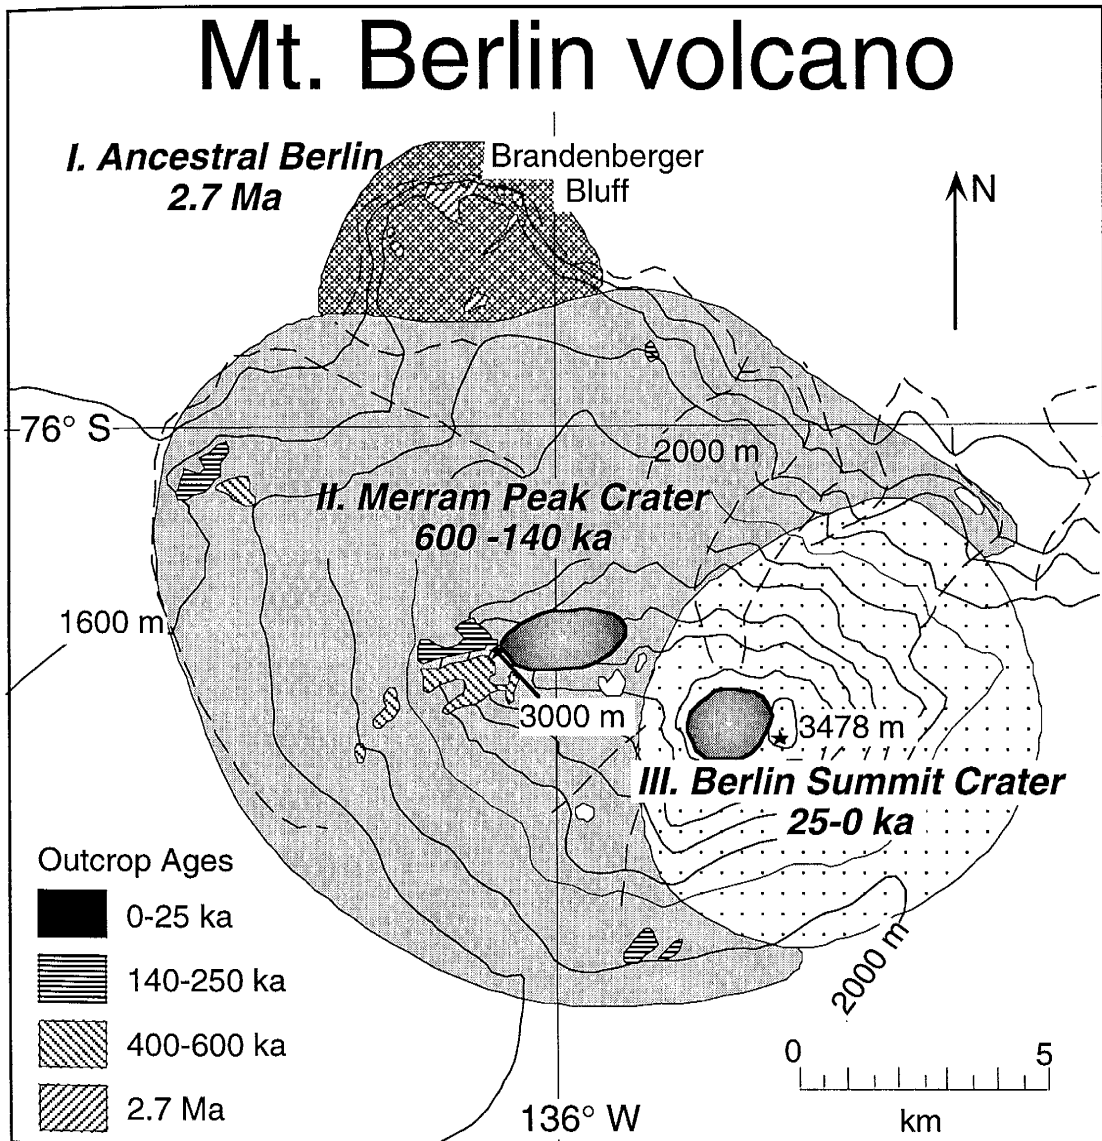 Mt. Berlin volcano
I. Ancestral Berlin
2.7 Ma
Brandenberger
Bluff
N
76° S
2000 m
II. Merram Peak Crater
600 -140 ka
1600 m
3000 m
3478 m
III. Berlin Summit Crater
25-0 ka
2000 m
Outcrop Ages
0-25 ka
140-250 ka
400-600 ka
2.7 Ma
0 5
km
136° W